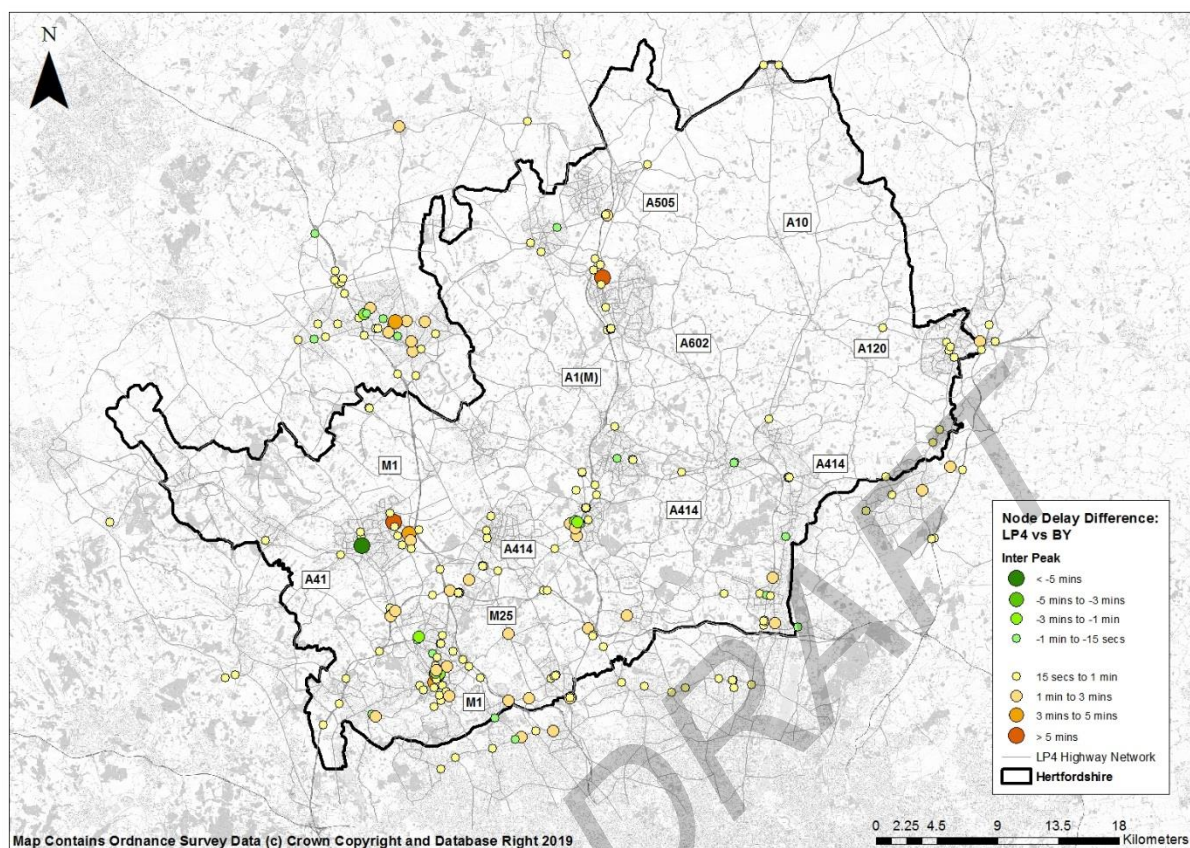 N
A505
A10
A602
A120
A1(M)
M1
A414
A414
A414
A41
M25
M1
DRAFT
Node Delay Difference:
LP4 vs BY
Inter Peak
< -5 mins
-5 mins to -3 mins
-3 mins to -1 min
-1 min to -15 secs
15 secs to 1 min
1 min to 3 mins
3 mins to 5 mins
> 5 mins
LP4 Highway Network
Hertfordshire
Map Contains Ordnance Survey Data (c) Crown Copyright and Database Right 2019
0 2.25 4.5 9 13.5 18
Kilometers